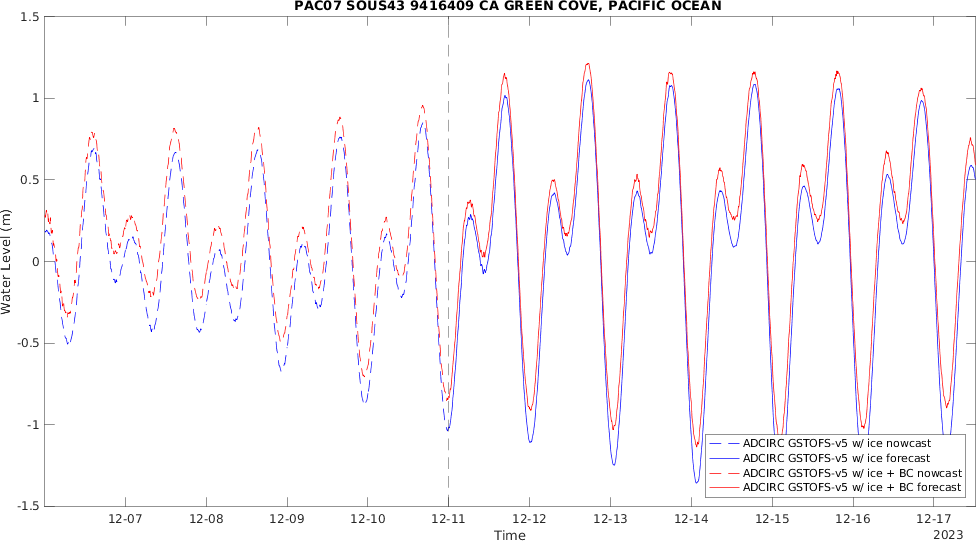 PAC07 SOUS43 9416409 CA GREEN COVE, PACIFIC OCEAN
1.5
1
0.5
0
-0.5
-1
-1.5
Water Level (m)
ADCIRC GSTOFS-v5 w/ ice nowcast
ADCIRC GSTOFS-v5 w/ ice forecast
ADCIRC GSTOFS-v5 w/ ice + BC nowcast
ADCIRC GSTOFS-v5 w/ ice + BC forecast
12-07 12-08 12-09 12-10 12-11 12-12 12-13 12-14 12-15 12-16 12-17
Time
2023